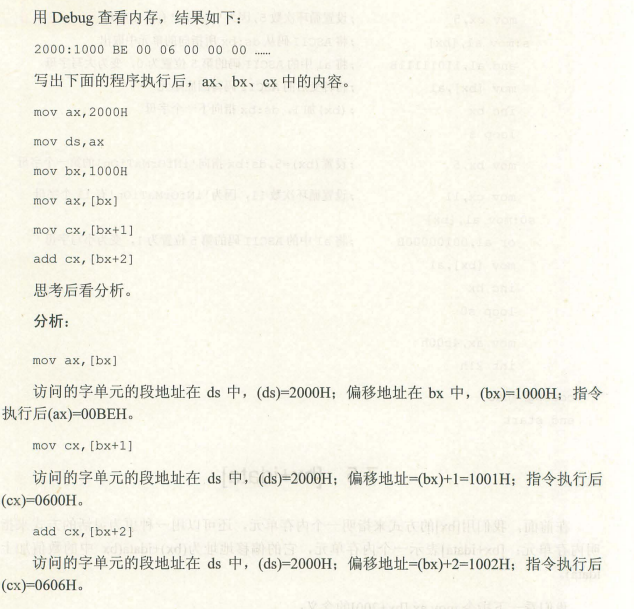 用 Debug 查看内存，结果如下：
2000:1000 BE 00 06 00 00 00 ……
写出下面的程序执行后，ax、bx、cx 中的内容。
mov ax,2000H
mov ds,ax
mov bx,1000H
mov ax,[bx]
mov cx,[bx+1]
add cx,[bx+2]
思考后看分析。
分析：
mov ax,[bx]
访问的字单元的段地址在 ds 中，(ds)=2000H；偏移地址在 bx 中，(bx)=1000H；指令
执行后(ax)=00BEH。
mov cx,[bx+1]
访问的字单元的段地址在 ds 中，(ds)=2000H；偏移地址=(bx)+1=1001H；指令执行后
(cx)=0600H。
add cx,[bx+2]
访问的字单元的段地址在 ds 中，(ds)=2000H；偏移地址=(bx)+2=1002H；指令执行后
(cx)=0606H。